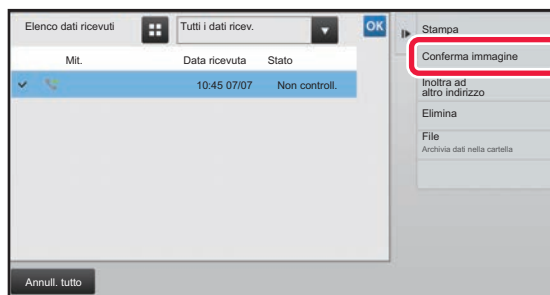 Elenco dati ricevuti
Tutti i dati ricev.
OK
Mit.
Data ricevuta
Stato
10:45 07/07
Non controll.
Annull. tutto
Stampa
Conferma immagine
Inoltra ad
altro indirizzo
Elimina
File
Archivia dati nella cartella